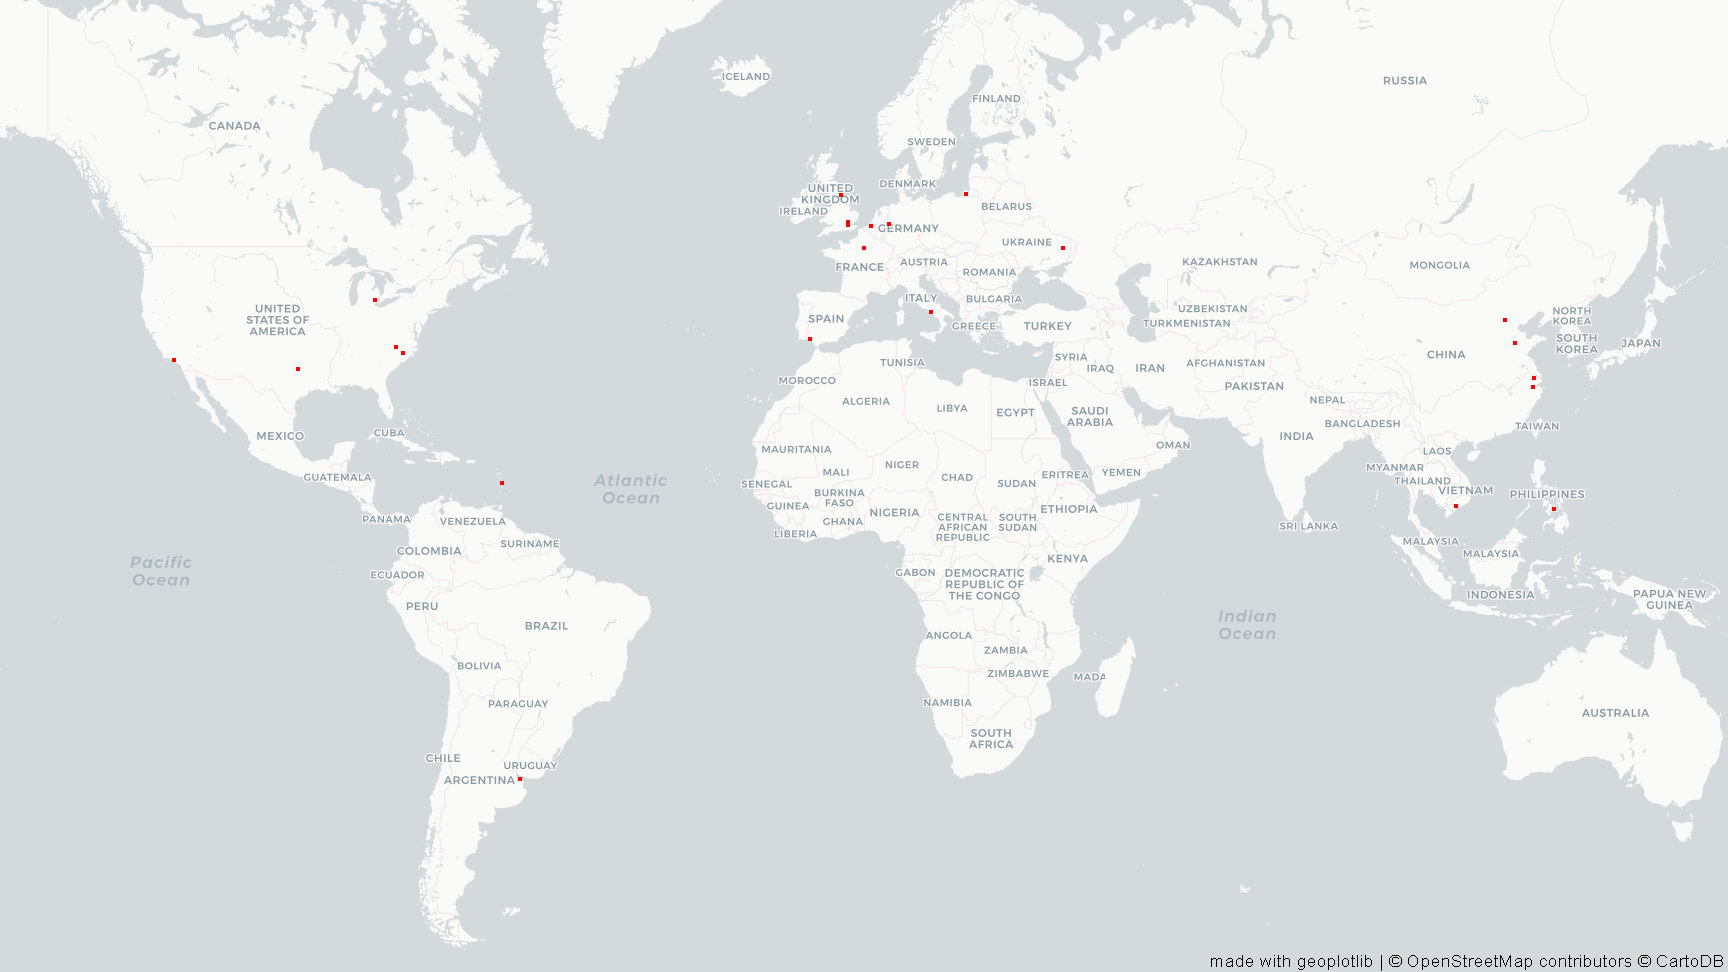 ICELAND
RUSSIA
FINLAND
CANADA
SWEDEN
DENMARK
UNITED
KINGDOM
IRELAND
BELARUS
GERMANY
UKRAINE
AUSTRIA
FRANCE
KAZAKHSTAN
MONGOLIA
ROMANIA
ITALY
BULGARIA
UNITED
STATES OF
AMERICA
SPAIN
GREECE
TURKEY
UZBEKISTAN
TURKMENISTAN
NORTH
KOREA
SOUTH
KOREA
JAPAN
CHINA
TUNISIA
SYRIA
IRAQ
IRAN
AFGHANISTAN
MOROCCO
ISRAEL
PAKISTAN
ALGERIA
LIBYA
EGYPT
NEPAL
SAUDI
ARABIA
BANGLADESH
TAIWAN
MEXICO
CUBA
INDIA
OMAN
MAURITANIA
LAOS
GUATEMALA
MALI
NIGER
CHAD
SUDAN
ERITREA
YEMEN
MYANMAR
THAILAND
VIETNAM
PHILIPPINES
Atlantic
Ocean
SENEGAL
BURKINA
FASO
GUINEA
GHANA
NIGERIA
CENTRAL
AFRICAN
REPUBLIC
SOUTH
SUDAN
ETHIOPIA
SRI LANKA
PANAMA
VENEZUELA
LIBERIA
SURINAME
COLOMBIA
MALAYSIA
MALAYSIA
Pacific
Ocean
ECUADOR
GABON
DEMOCRATIC
REPUBLIC OF
THE CONGO
KENYA
INDONESIA
PAPUA NEW
GUINEA
PERU
BRAZIL
Indian
Ocean
ANGOLA
ZAMBIA
BOLIVIA
ZIMBABWE
MADA
PARAGUAY
NAMIBIA
AUSTRALIA
SOUTH
AFRICA
CHILE
URUGUAY
ARGENTINA
made with geoplotlib | © OpenStreetMap contributors © CartoDB